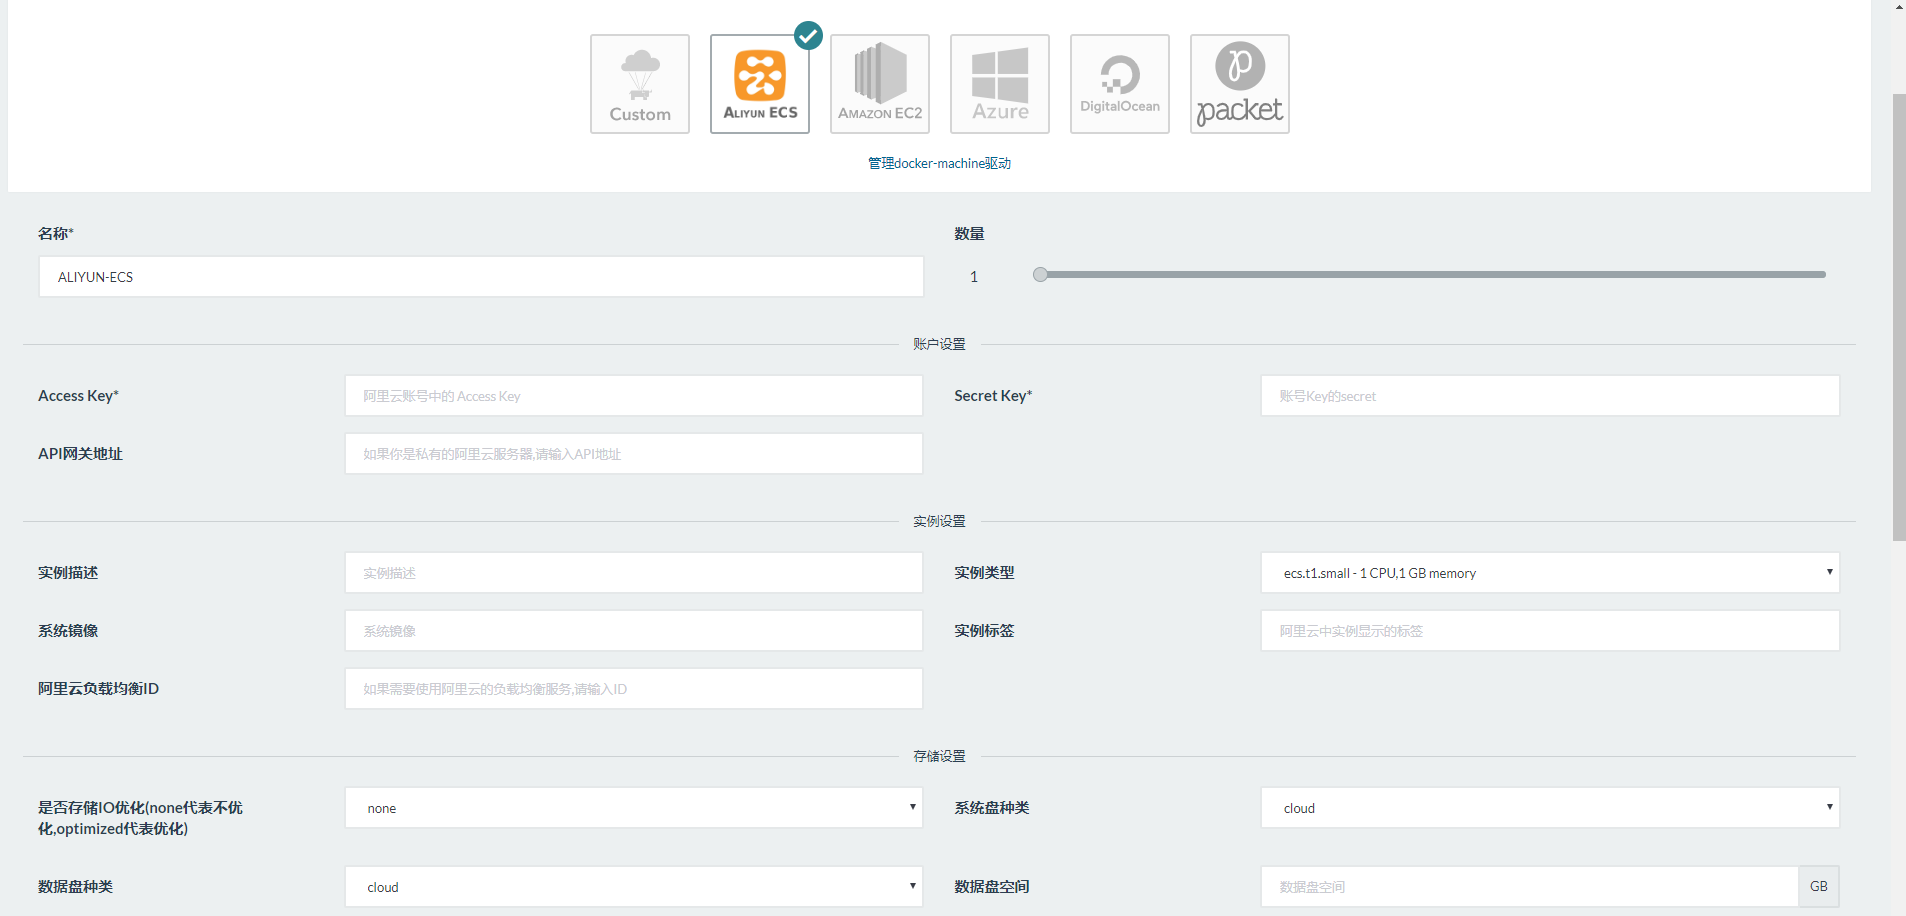 Custom
ALIYUN ECS
AMAZON EC2
Azure
DigitalOcean
packet
管理docker-machine驱动
名称*
数量
ALIYUN-ECS
1
账户设置
Access Key*
阿里云账号中的 Access Key
Secret Key*
账号Key的secret
API网关地址
如果你是私有的阿里云服务器,请输入API地址
实例设置
实例描述
实例描述
实例类型
ecs.t1.small - 1 CPU,1 GB memory
系统镜像
系统镜像
实例标签
阿里云中实例显示的标签
阿里云负载均衡ID
如果需要使用阿里云的负载均衡服务,请输入ID
存储设置
是否存储IO优化(none代表不优
化,optimized代表优化)
none
系统盘种类
cloud
数据盘种类
cloud
数据盘空间
数据盘空间
GB